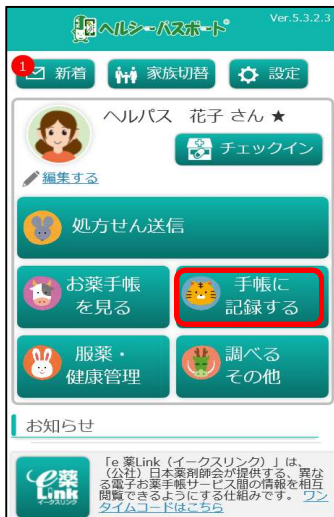 ヘルシーパスポート®
Ver.5.3.2.3
1
新着
家族切替
設定
ヘルパス 花子 さん ★
チェックイン
編集する
処方せん送信
お薬手帳
を見る
手帳に
記録する
服薬・
健康管理
調べる
その他
お知らせ
e薬
Link
イークスリンク
「e 薬Link(イークスリンク)」は、
(公社)日本薬剤師会が提供する、異な
る電子お薬手帳サービス間の情報を相互
閲覧できるようにする仕組みです。 ワン
タイムコードはこちら